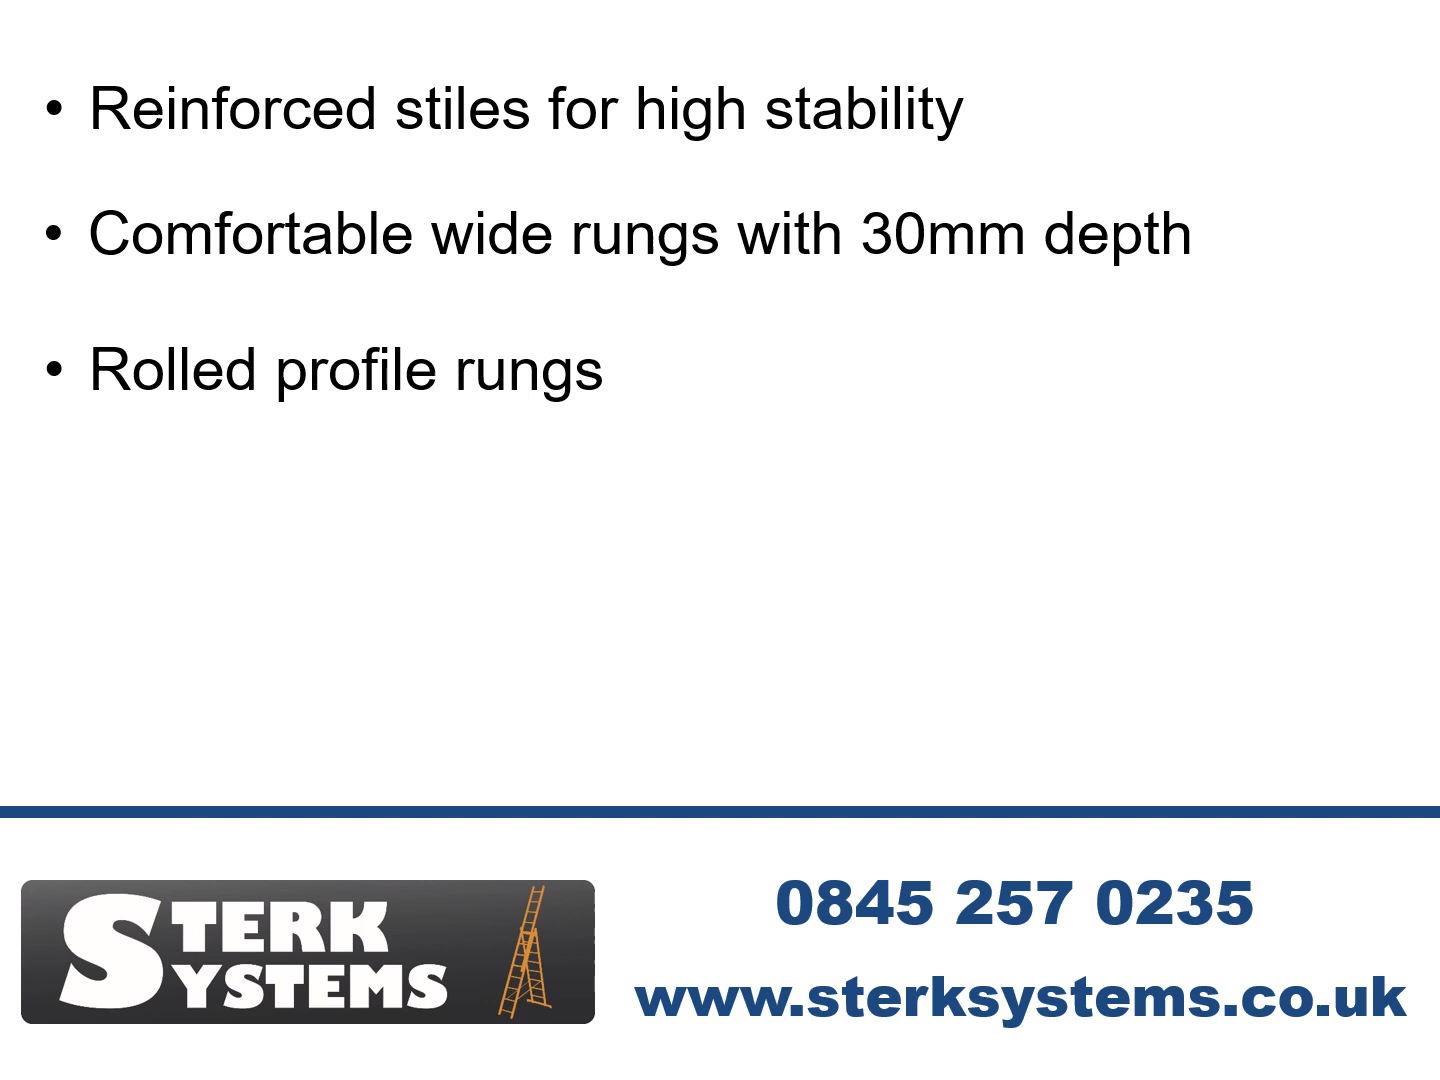 • Reinforced stiles for high stability
• Comfortable wide rungs with 30mm depth
• Rolled profile rungs
STERK
SYSTEMS
0845 257 0235
www.sterksystems.co.uk